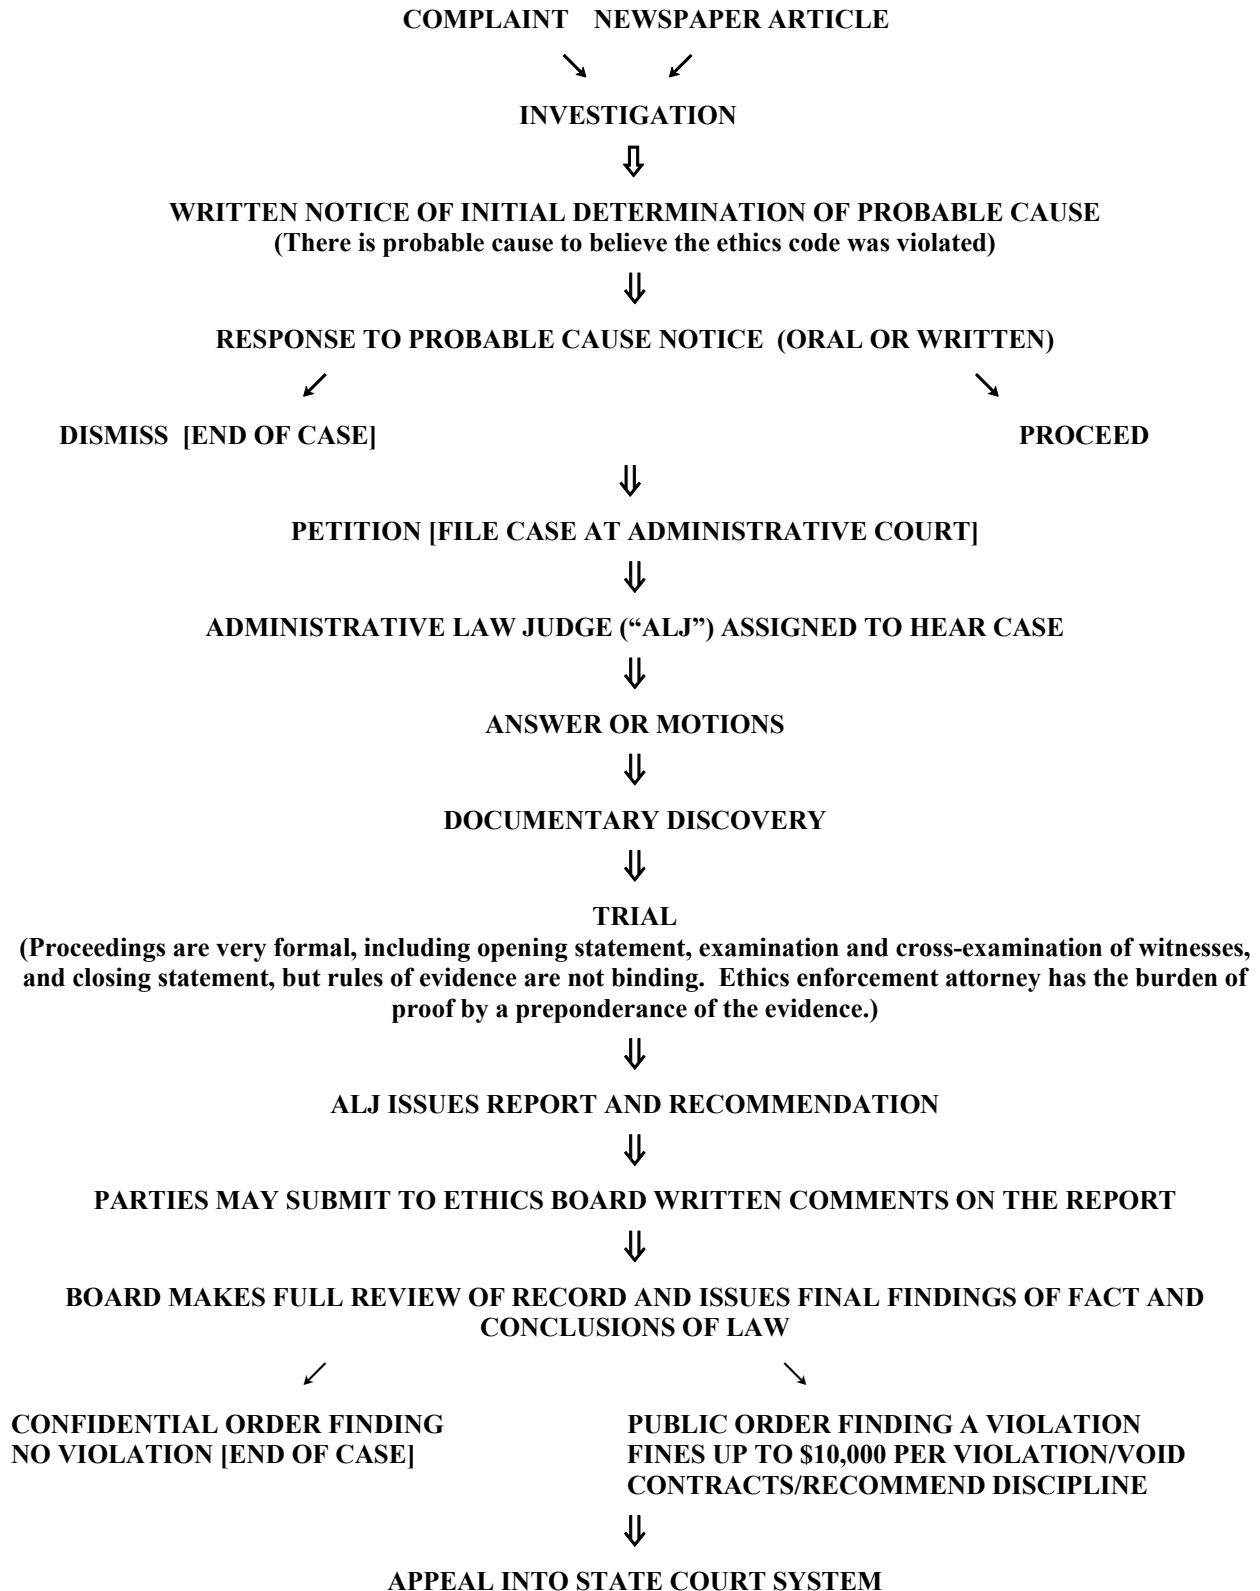 COMPLAINT NEWSPAPER ARTICLE
INVESTIGATION
WRITTEN NOTICE OF INITIAL DETERMINATION OF PROBABLE CAUSE
(There is probable cause to believe the ethics code was violated)
RESPONSE TO PROBABLE CAUSE NOTICE (ORAL OR WRITTEN)
DISMISS [END OF CASE] PROCEED
PETITION [FILE CASE AT ADMINISTRATIVE COURT]
ADMINISTRATIVE LAW JUDGE (“ALJ”) ASSIGNED TO HEAR CASE
ANSWER OR MOTIONS
DOCUMENTARY DISCOVERY
TRIAL
(Proceedings are very formal, including opening statement, examination and cross-examination of witnesses,
and closing statement, but rules of evidence are not binding. Ethics enforcement attorney has the burden of
proof by a preponderance of the evidence.)
ALJ ISSUES REPORT AND RECOMMENDATION
PARTIES MAY SUBMIT TO ETHICS BOARD WRITTEN COMMENTS ON THE REPORT
BOARD MAKES FULL REVIEW OF RECORD AND ISSUES FINAL FINDINGS OF FACT AND
CONCLUSIONS OF LAW
CONFIDENTIAL ORDER FINDING
NO VIOLATION [END OF CASE]
PUBLIC ORDER FINDING A VIOLATION
FINES UP TO $10,000 PER VIOLATION/VOID
CONTRACTS/RECOMMEND DISCIPLINE
APPEAL INTO STATE COURT SYSTEM